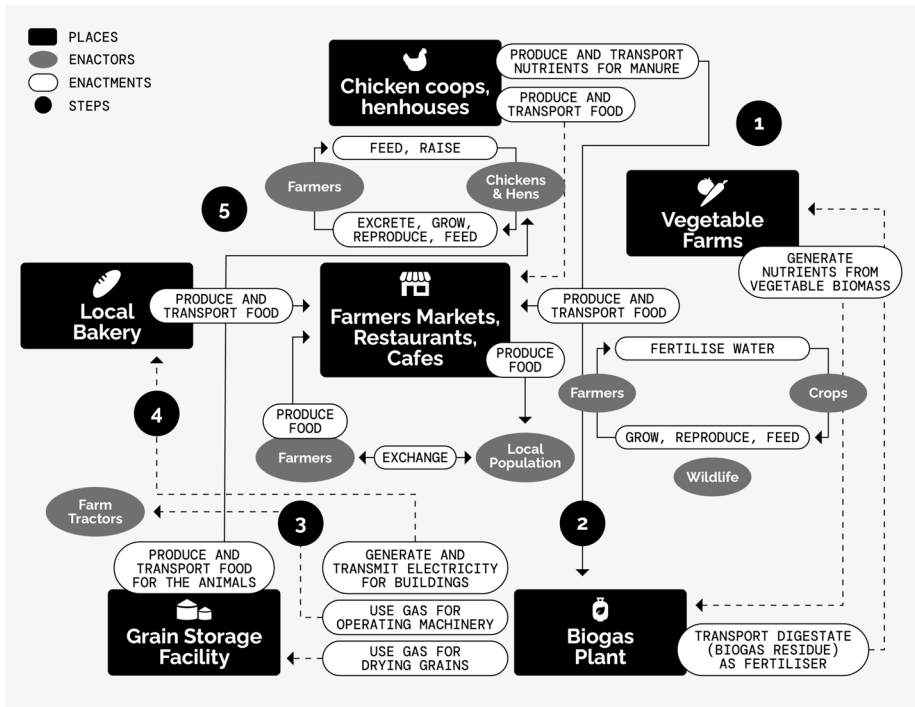 PLACES
ENACTORS
ENACTMENTS
STEPS
Chicken coops,
henhouses
PRODUCE AND TRANSPORT
NUTRIENTS FOR MANURE
PRODUCE AND
TRANSPORT FOOD
1
FEED, RAISE
Farmers
Chickens
& Hens
EXCRETE, GROW,
REPRODUCE, FEED
5
Vegetable
Farms
GENERATE
NUTRIENTS FROM
VEGETABLE BIOMASS
Local
Bakery
PRODUCE AND
TRANSPORT FOOD
Farmers Markets,
Restaurants,
Cafes
PRODUCE AND
TRANSPORT FOOD
PRODUCE
FOOD
FERTILISE WATER
Farmers
Crops
GROW, REPRODUCE, FEED
Wildlife
4
PRODUCE
FOOD
Farmers
EXCHANGE
Local
Population
Farm
Tractors
3
2
PRODUCE AND
TRANSPORT FOOD
FOR THE ANIMALS
Grain Storage
Facility
GENERATE AND
TRANSMIT ELECTRICITY
FOR BUILDINGS
USE GAS FOR
OPERATING MACHINERY
USE GAS FOR
DRYING GRAINS
Biogas
Plant
TRANSPORT DIGESTATE
(BIOGAS RESIDUE)
AS FERTILISER